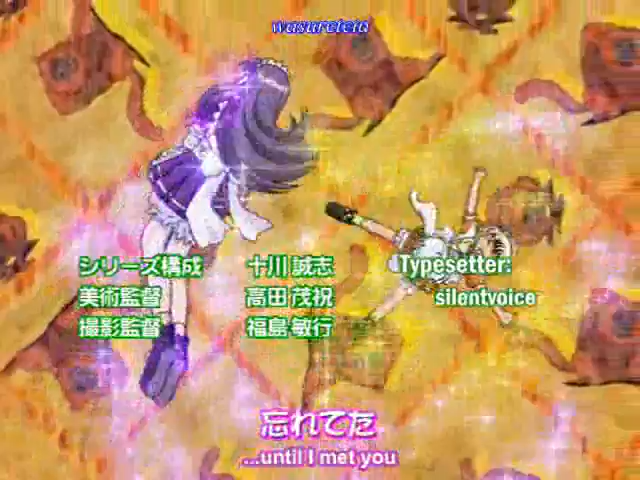 wasureteta
シリーズ構成 十川 誠志 Typesetter:
美術監督 高田 茂祝 silentvoice
撮影監督 福島 敏行
忘れてた
...until I met you